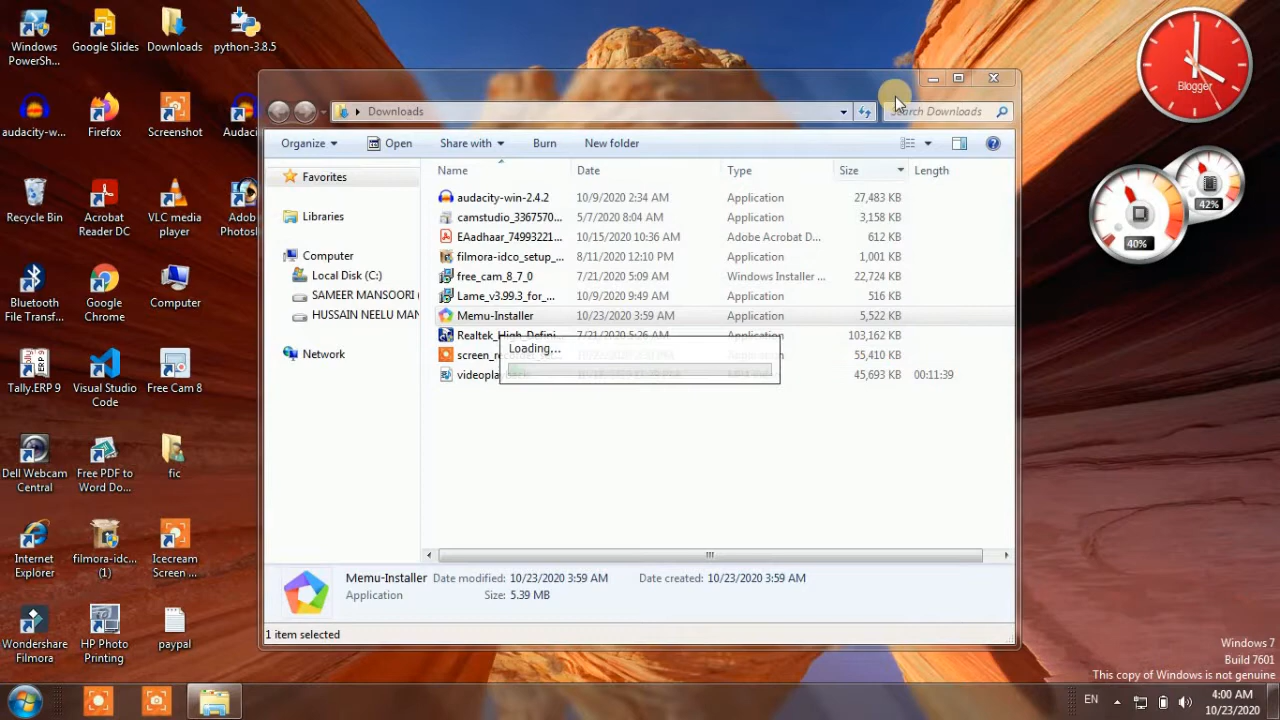 Windows PowerSh...
Google Slides
Downloads
python-3.8.5
audacity-w...
Firefox
Screenshot
Audaci
Recycle Bin
Acrobat Reader DC
VLC media player
Adob Photosl
Bluetooth File Transf...
Google Chrome
Computer
Tally.ERP 9
Visual Studio Code
Free Cam 8
Dell Webcam Central
Free PDF to Word Do...
fic
Internet Explorer
filmora-idc... (1)
Icecream Screen ...
Wondershare Filmora
HP Photo Printing
paypal
Downloads
Search Downloads
Organize
Open
Share with
Burn
New folder
Favorites
Libraries
Computer
Local Disk (C:)
SAMEER MANSOORI (
HUSSAIN NEELU MAN
Network
Name Date Type Size Length
audacity-win-2.4.2 10/9/2020 2:34 AM Application 27,483 KB
camstudio_3367570... 5/7/2020 8:04 AM Application 3,158 KB
EAadhaar_74993221... 10/15/2020 10:36 AM Adobe Acrobat D... 612 KB
filmora-idco_setup_... 8/11/2020 12:10 PM Application 1,001 KB
free_cam_8_7_0 7/21/2020 5:09 AM Windows Installer ... 22,724 KB
Lame_v3.99.3_for_... 10/9/2020 9:49 AM Application 516 KB
Memu-Installer 10/23/2020 3:59 AM Application 5,522 KB
Realtek_High_Defini... 7/21/2020 5:26 AM Application 103,162 KB
Loading...
55,410 KB
45,693 KB 00:11:39
Memu-Installer Date modified: 10/23/2020 3:59 AM Date created: 10/23/2020 3:59 AM
Application Size: 5.39 MB
1 item selected
Blogger
42%
40%
Windows 7
Build 7601
This copy of Windows is not genuine
EN
4:00 AM
10/23/2020